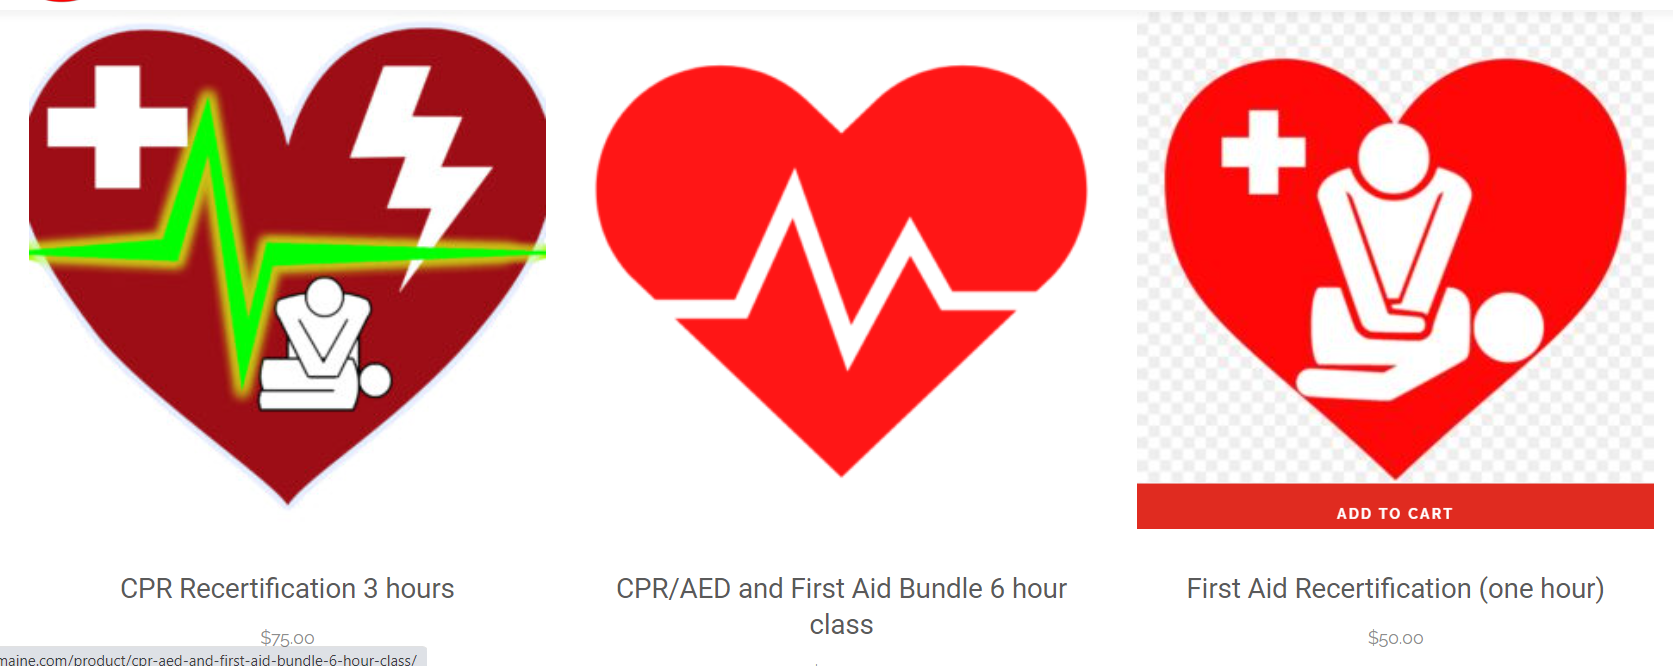 ADD TO CART
CPR Recertification 3 hours
CPR/AED and First Aid Bundle 6 hour
class
First Aid Recertification (one hour)
$75.00
$50.00
maine.com/product/cpr-aed-and-first-aid-bundle-6-hour-class/